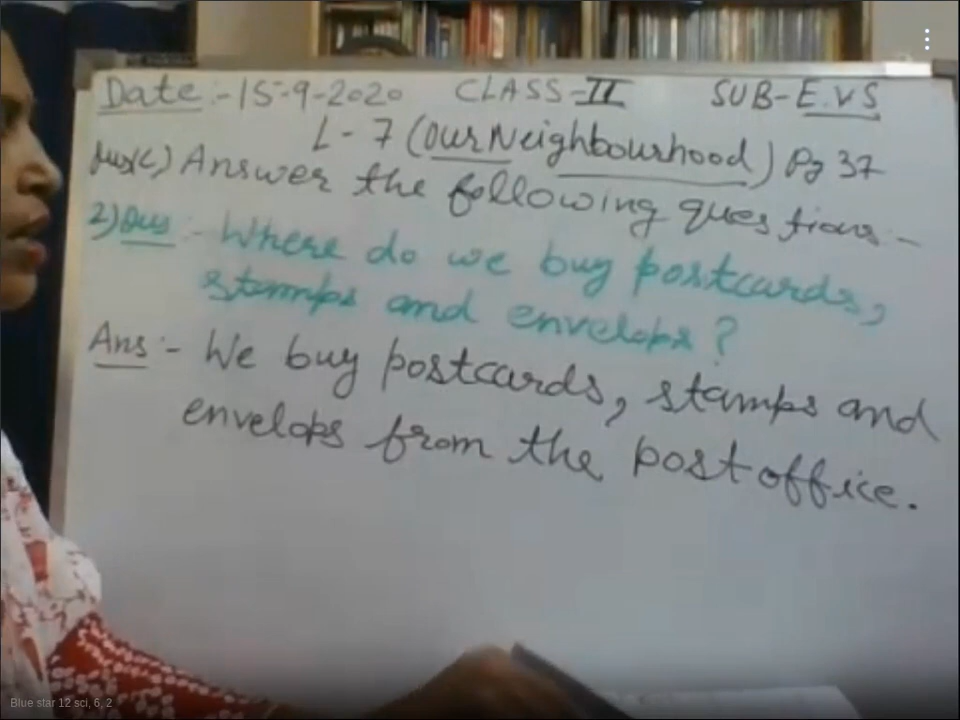 Date:-15-9-2020 CLASS-II SUB-E.V.S
L-7 (Our Neighbourhood) Pg 37
(c) Answer the following questions-
2) Ques:- Where do we buy postcards,
stamps and envelops?
Ans:- We buy postcards, stamps and
envelops from the post office.
Blue star 12 sci, 6, 2